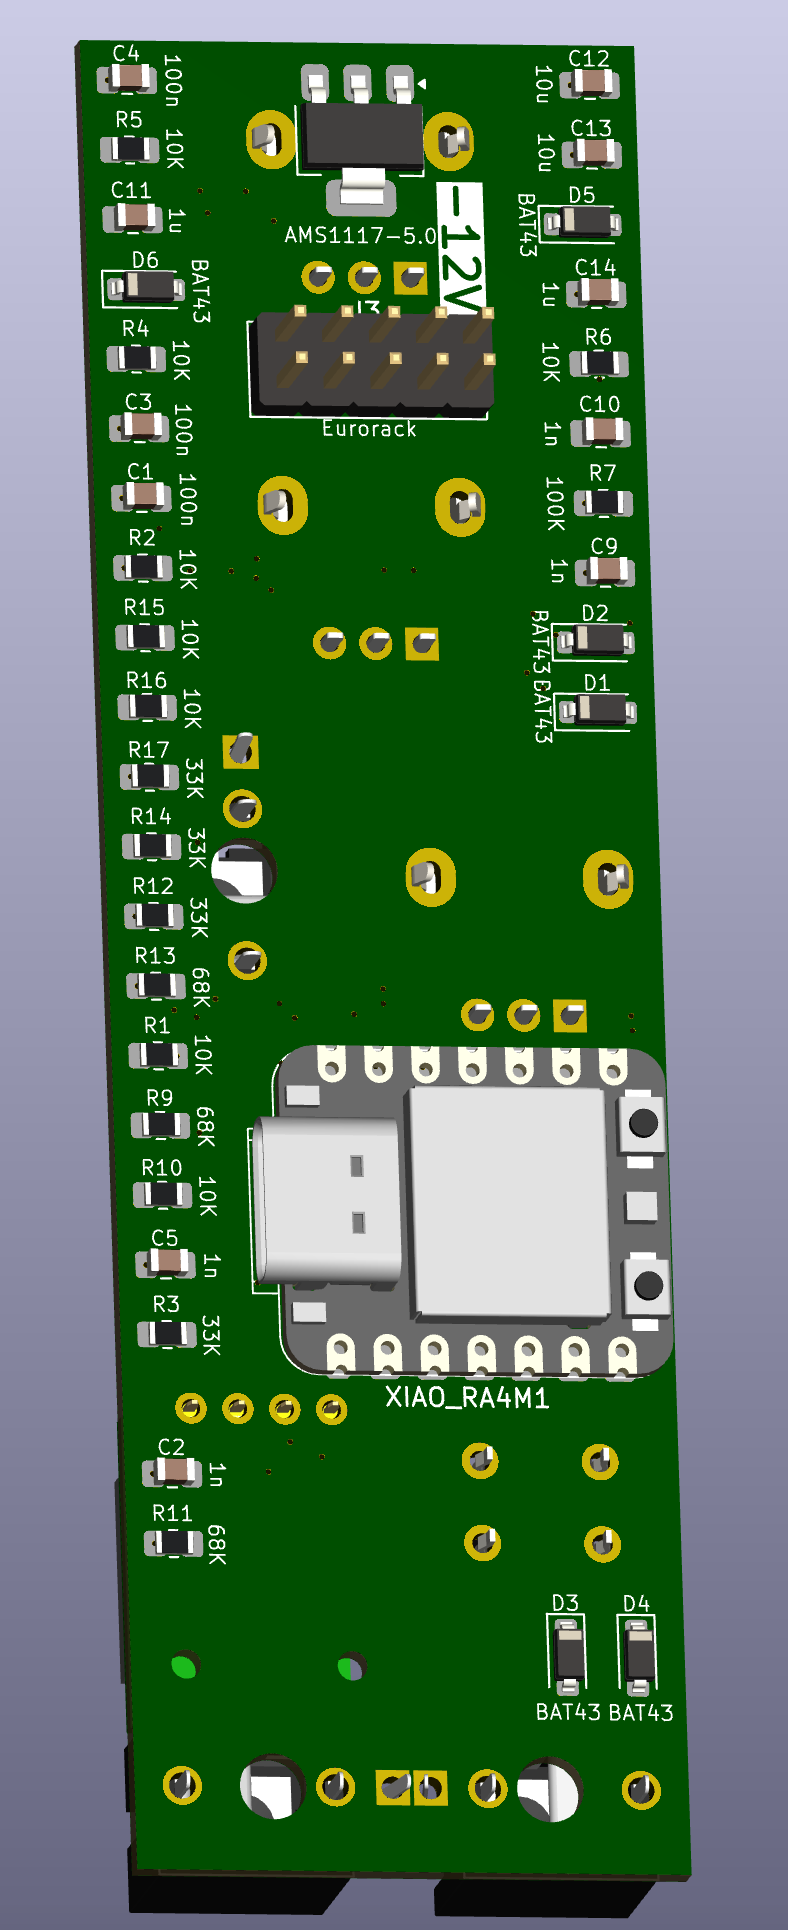 C4
100n
R5
10K
C11
1u
D6
BAT43
R4
10K
C3
100n
C1
100n
R2
10K
R15
10K
R16
10K
R17
33K
R14
33K
R12
33K
R13
68K
R1
10K
R9
68K
R10
10K
C5
1n
R3
33K
C2
1n
R11
68K
AMS1117-5.0
-12V
Eurorack
C12
10u
C13
10u
D5
BAT43
C14
1u
R6
10K
C10
1n
R7
100K
C9
1n
D2
BAT43
D1
BAT43
XIAO_RA4M1
D3
BAT43
D4
BAT43